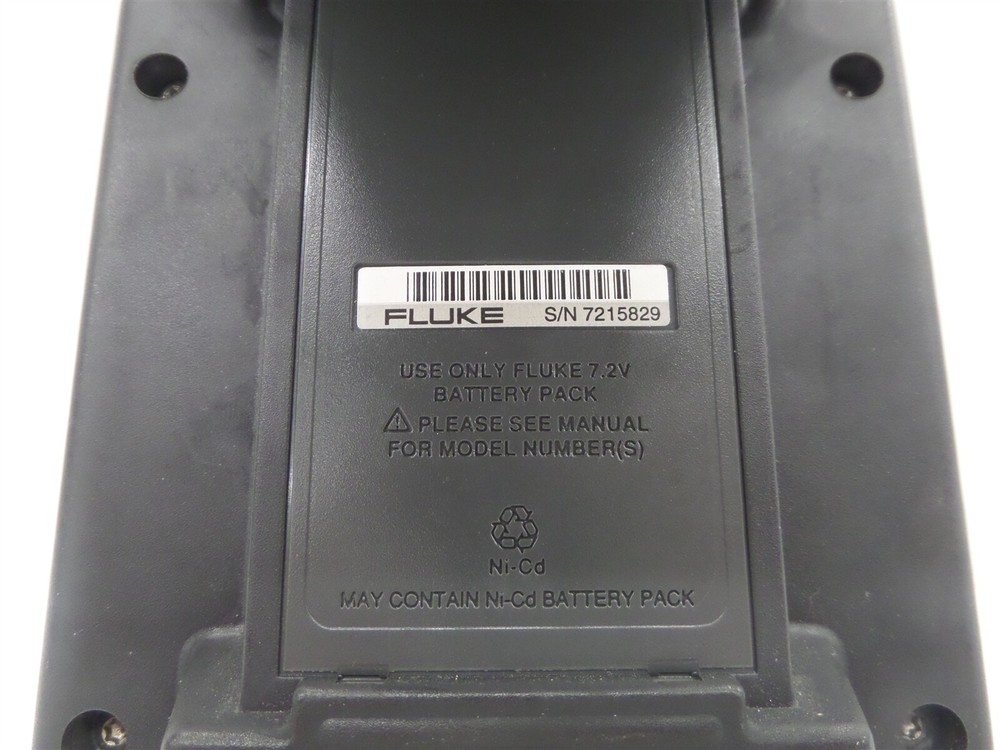 FLUKE S/N 7215829
USE ONLY FLUKE 7.2V
BATTERY PACK
PLEASE SEE MANUAL
FOR MODEL NUMBER(S)
Ni-Cd
MAY CONTAIN Ni-Cd BATTERY PACK